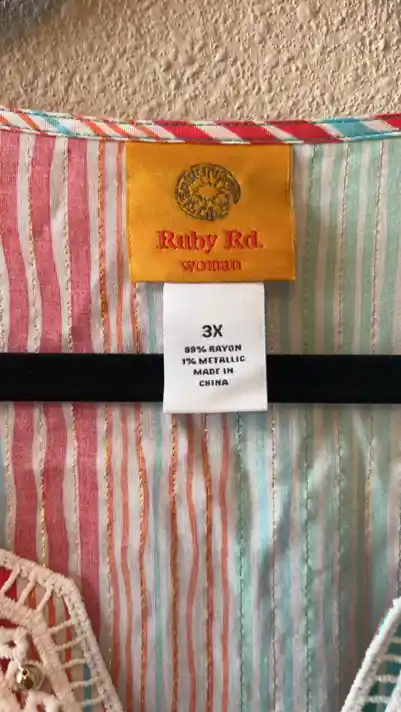 Ruby Rd.
woman
3X
99% RAYON
1% METALLIC
MADE IN
CHINA